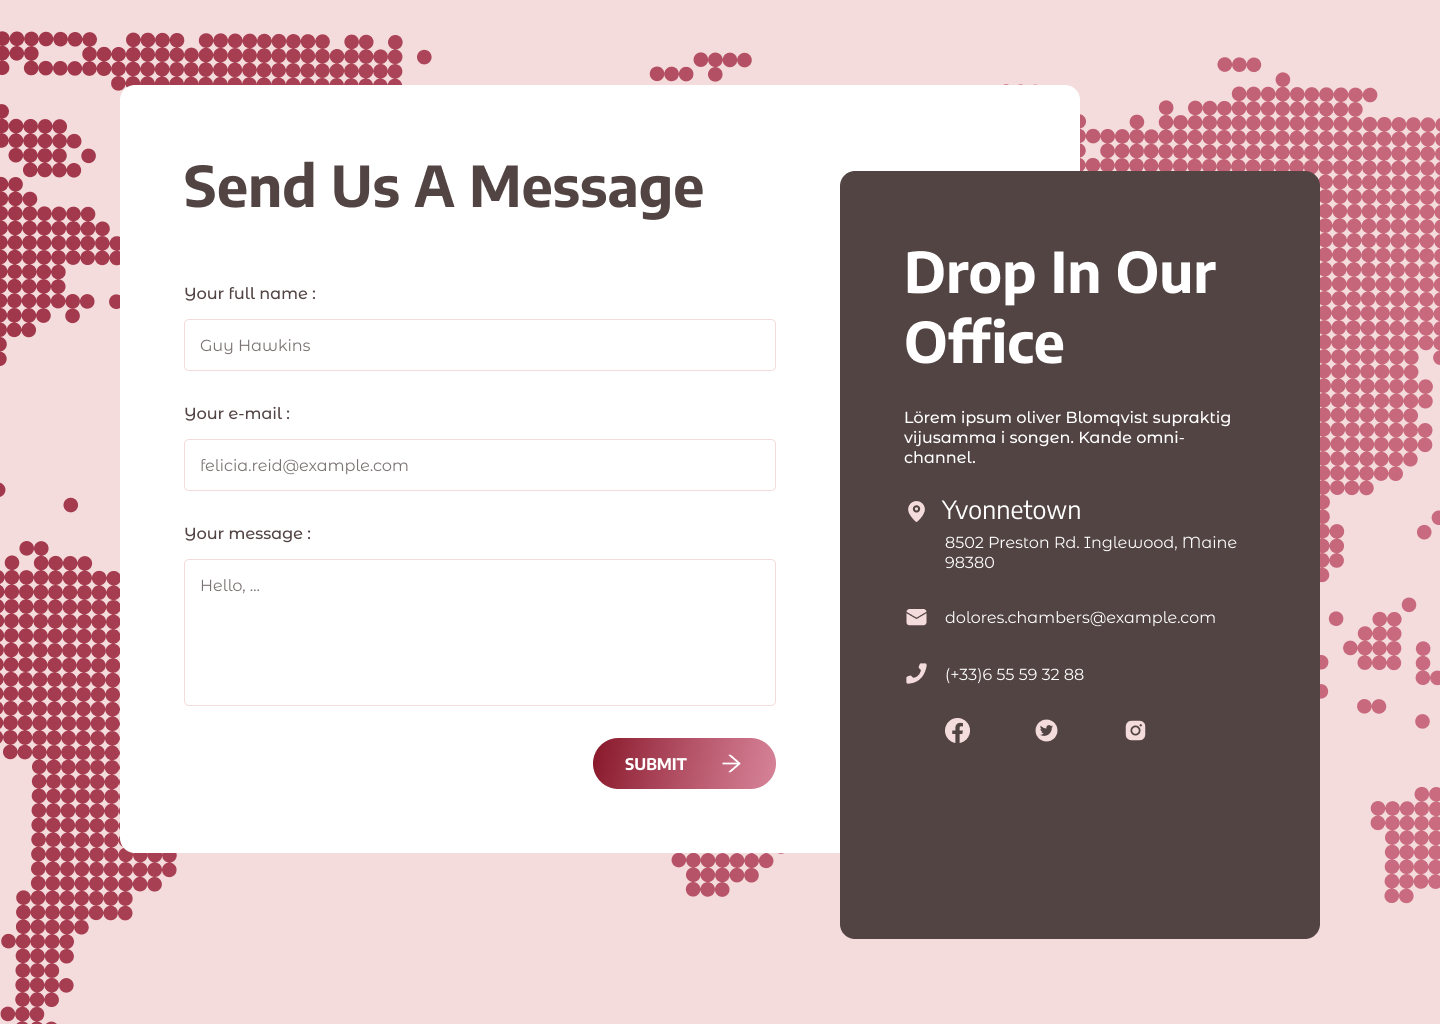 Send Us A Message
Your full name :
Guy Hawkins
Your e-mail :
felicia.reid@example.com
Your message :
Hello, ...
SUBMIT
Drop In Our
Office
Lörem ipsum oliver Blomqvist supraktig
vijusamma i songen. Kande omni-
channel.
Yvonnetown
8502 Preston Rd. Inglewood, Maine
98380
dolores.chambers@example.com
(+33)6 55 59 32 88